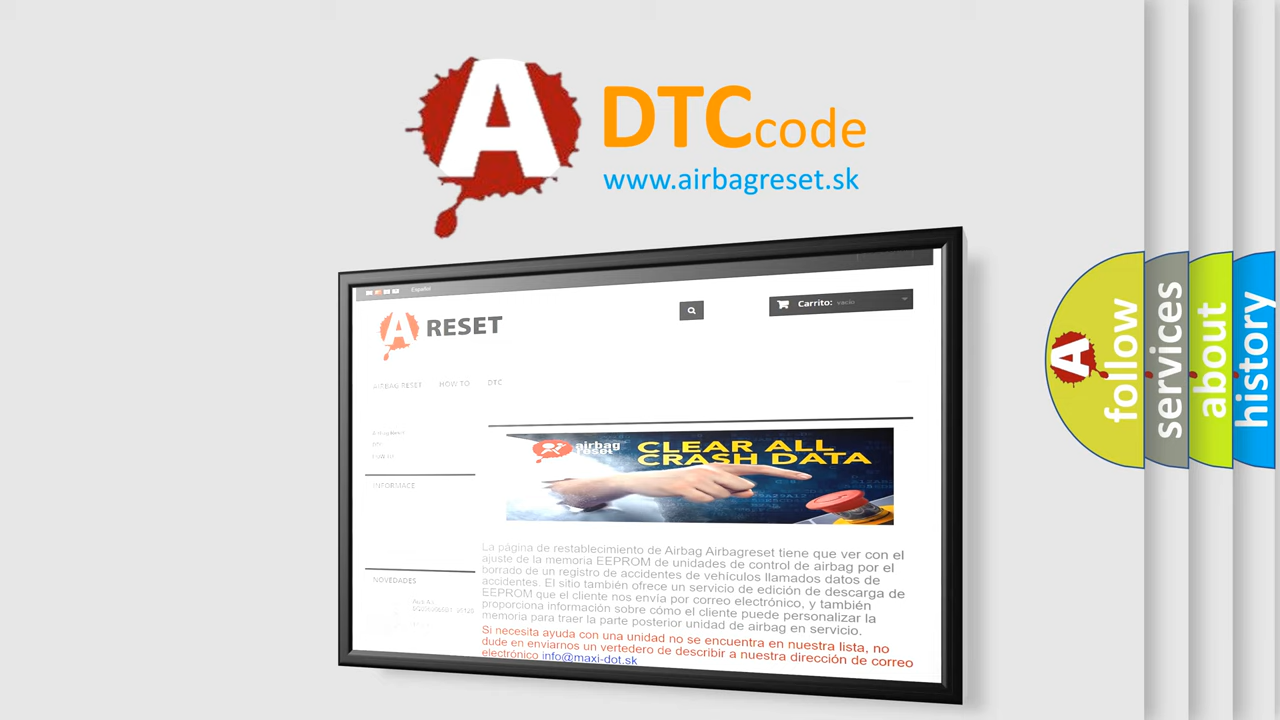 A
DTCcode
www.airbagreset.sk
Español
A RESET
Carrito: vacío
AIRBAG RESET HOW TO DTC
INFORMACE
airbag
reset
CLEAR ALL
CRASH DATA
La página de restablecimiento de Airbag Airbagreset tiene que ver con el
ajuste de la memoria EEPROM de unidades de control de airbag por el
borrado de un registro de accidentes de vehículos llamados datos de
accidentes. El sitio también ofrece un servicio de edición de descarga de
EEPROM que el cliente nos envía por correo electrónico, y también
proporciona información sobre cómo el cliente puede personalizar la
memoria para traer la parte posterior unidad de airbag en servicio.
Si necesita ayuda con una unidad no se encuentra en nuestra lista, no
dude en enviarnos un vertedero de describir a nuestra dirección de correo
electrónico info@maxi-dot.sk
NOVEDADES
A
follow
services
about
history